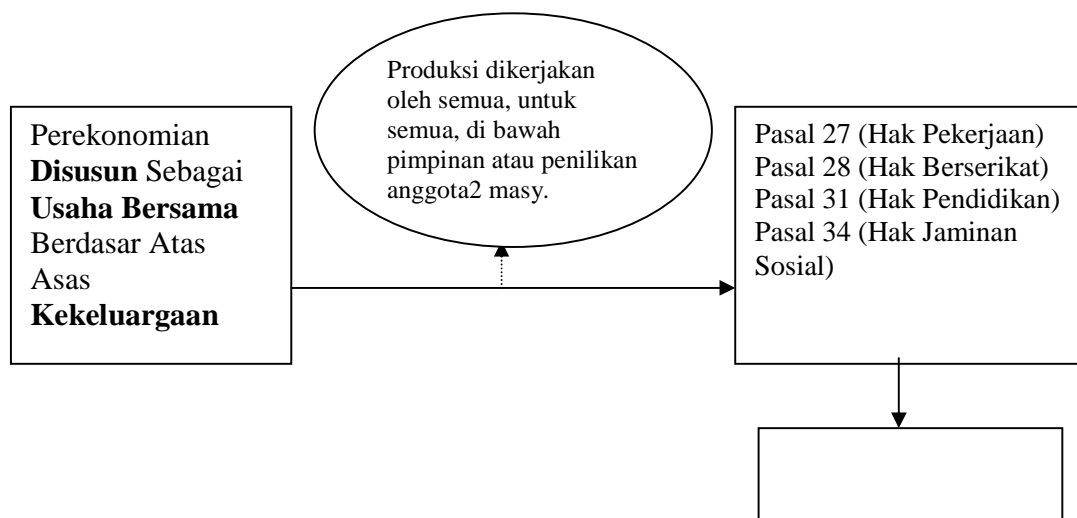 Perekonomian
Disusun Sebagai
Usaha Bersama
Berdasar Atas
Asas
Kekeluargaan
Produksi dikerjakan
oleh semua, untuk
semua, di bawah
pimpinan atau penilikan
anggota2 masy.
Pasal 27 (Hak Pekerjaan)
Pasal 28 (Hak Berserikat)
Pasal 31 (Hak Pendidikan)
Pasal 34 (Hak Jaminan
Sosial)